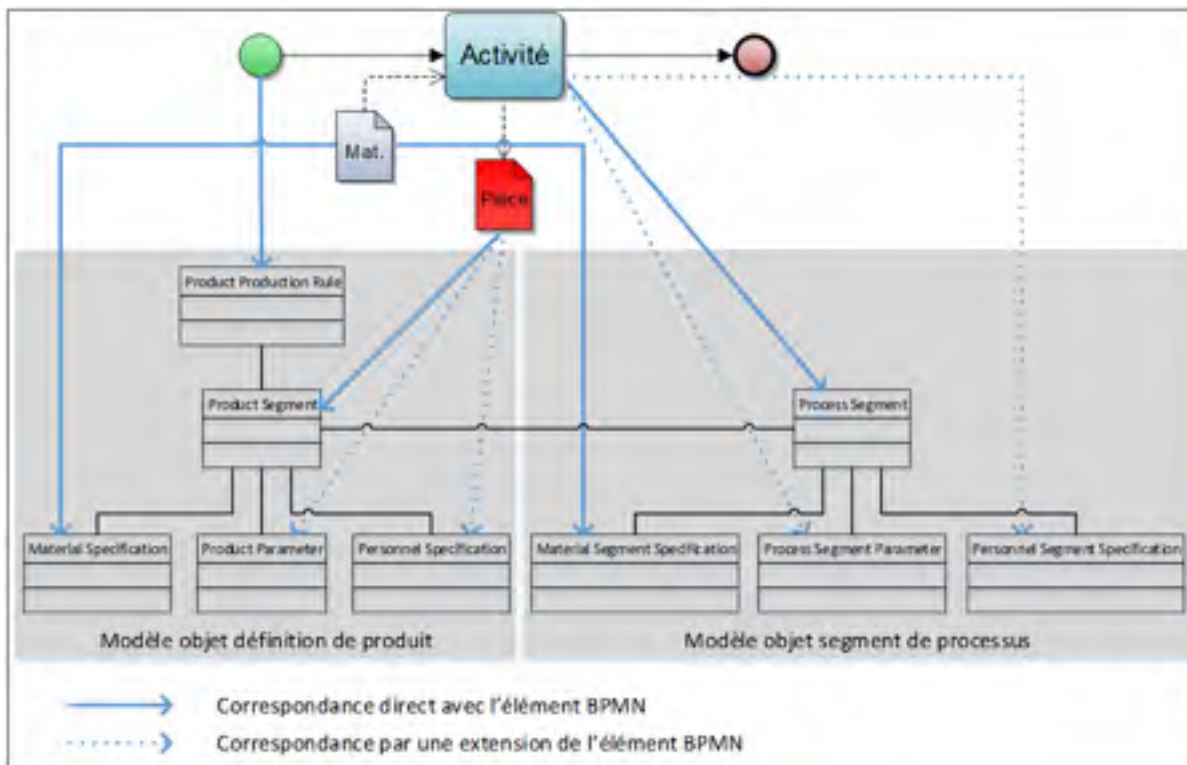 Activité
Mat.
Pièce
Product Production Rule
Product Segment
Process Segment
Material Specification
Product Parameter
Personnel Specification
Material Segment Specification
Process Segment Parameter
Personnel Segment Specification
Modèle objet définition de produit
Modèle objet segment de processus
Correspondance direct avec l'élément BPMN
Correspondance par une extension de l'élément BPMN